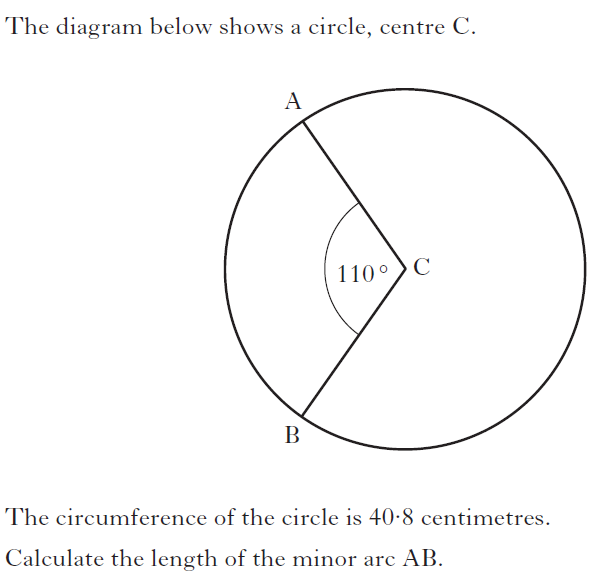 The diagram below shows a circle, centre C.
A
110° C
B
The circumference of the circle is 40·8 centimetres.
Calculate the length of the minor arc AB.